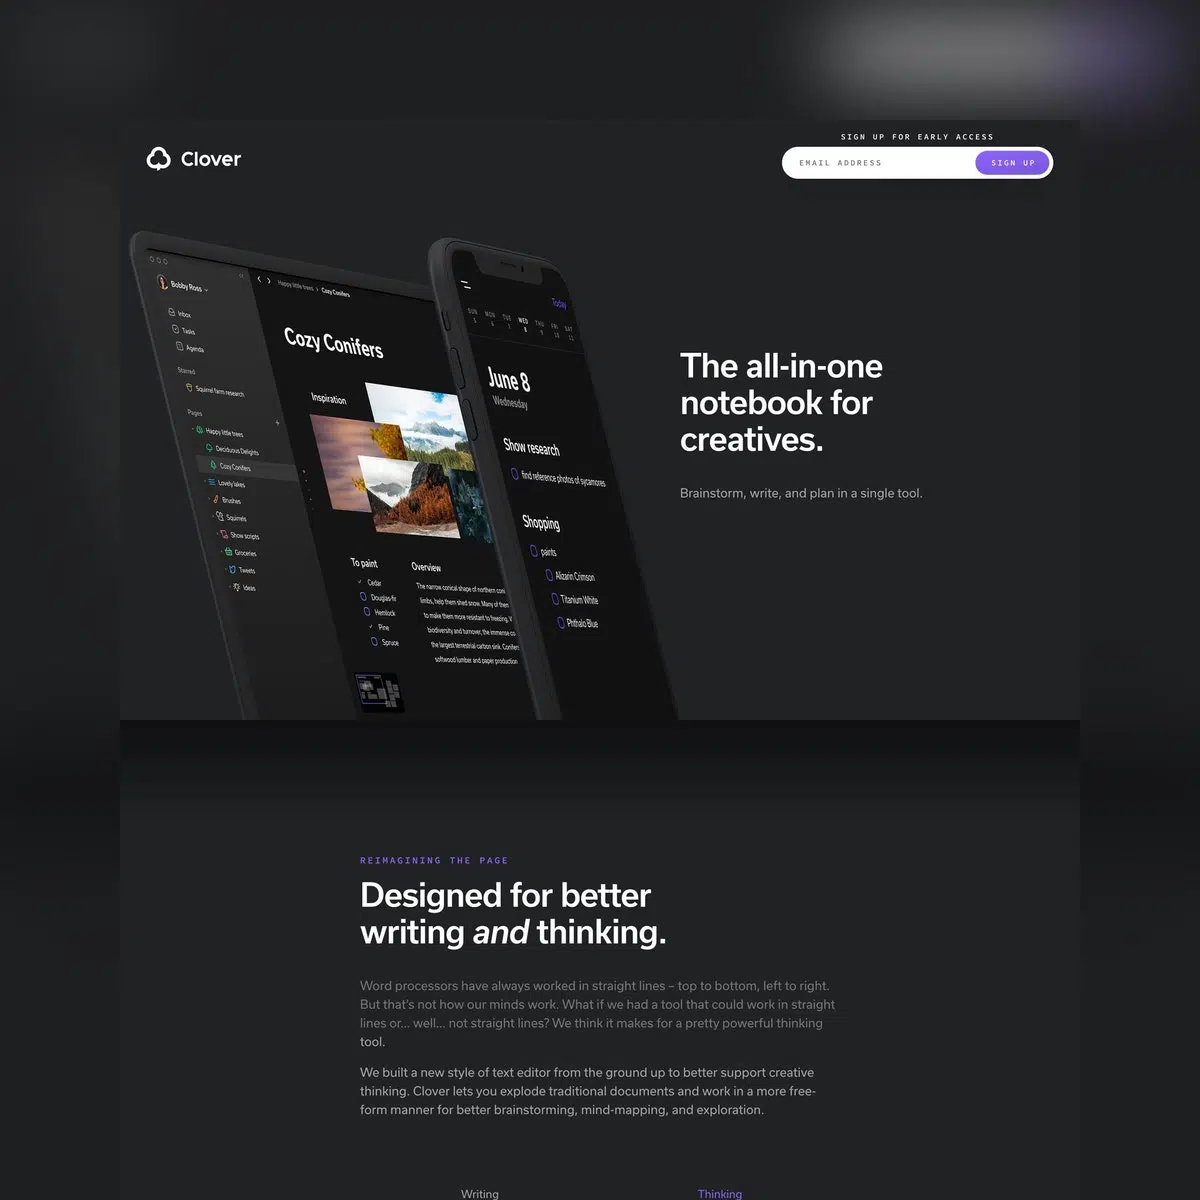 Clover
SIGN UP FOR EARLY ACCESS
EMAIL ADDRESS
SIGN UP
Bobby Ross
Inbox
Tasks
Agenda
Starred
Squirrel farm research
Pages
Happy little trees
Deciduous Delights
Cozy Conifers
Lovely lakes
Brushes
Squirrels
Show scripts
Groceries
Tweets
Ideas
Happy little trees > Cozy Conifers
Cozy Conifers
Inspiration
To paint
Cedar
Douglas-fir
Hemlock
Pine
Spruce
Overview
The narrow conical shape of northern coni
limbs, help them shed snow. Many of then
to make them more resistant to freezing. V
biodiversity and turnover, the immense co
the largest terrestrial carbon sink. Conifers
softwood lumber and paper production
Today
SUN MON TUE WED THU FRI SAT
5 6 7 8 9 10 11
June 8
Wednesday
Show research
find reference photos of sycamores
Shopping
paints
Alizarin Crimson
Titanium White
Phthalo Blue
The all-in-one
notebook for
creatives.
Brainstorm, write, and plan in a single tool.
REIMAGINING THE PAGE
Designed for better
writing and thinking.
Word processors have always worked in straight lines – top to bottom, left to right.
But that's not how our minds work. What if we had a tool that could work in straight
lines or... well... not straight lines? We think it makes for a pretty powerful thinking
tool.
We built a new style of text editor from the ground up to better support creative
thinking. Clover lets you explode traditional documents and work in a more free-
form manner for better brainstorming, mind-mapping, and exploration.
Writing
Thinking